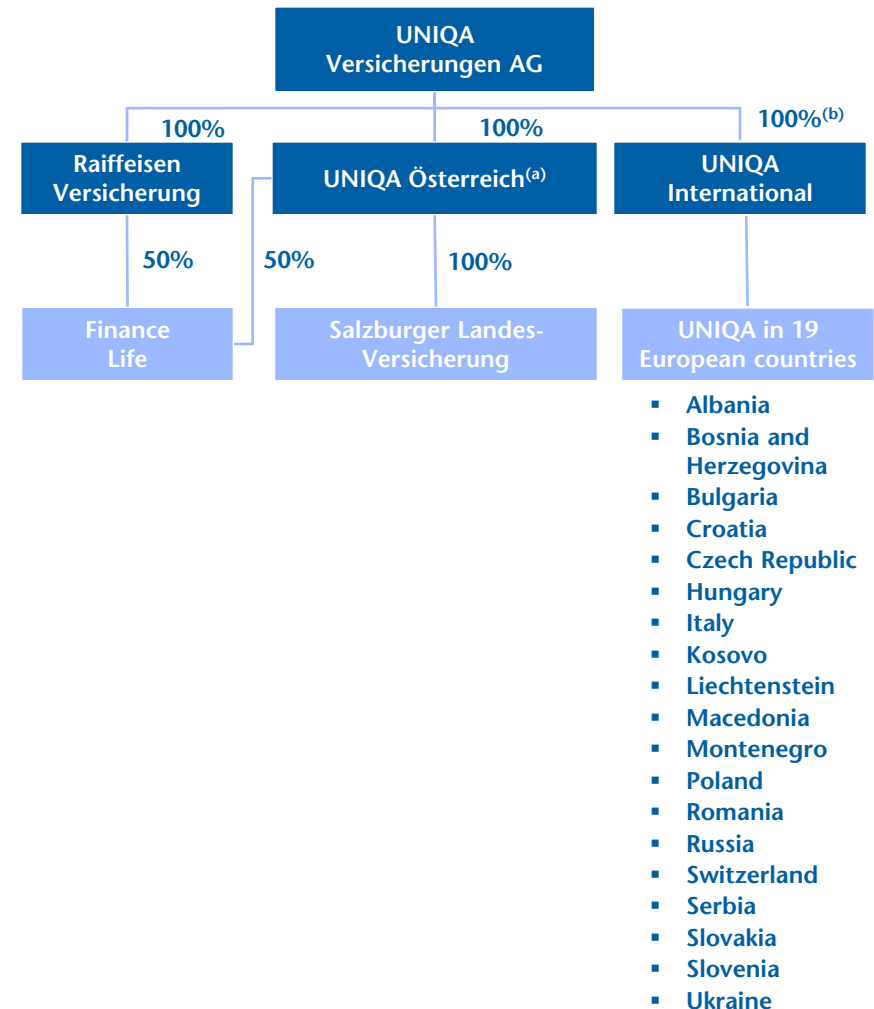 UNIQA
Versicherungen AG
100%
100%
100%(b)
Raiffeisen
Versicherung
UNIQA Österreich(a)
UNIQA
International
50%
50%
100%
Finance
Life
Salzburger Landes-
Versicherung
UNIQA in 19
European countries
▪ Albania
▪ Bosnia and
Herzegovina
▪ Bulgaria
▪ Croatia
▪ Czech Republic
▪ Hungary
▪ Italy
▪ Kosovo
▪ Liechtenstein
▪ Macedonia
▪ Montenegro
▪ Poland
▪ Romania
▪ Russia
▪ Switzerland
▪ Serbia
▪ Slovakia
▪ Slovenia
▪ Ukraine